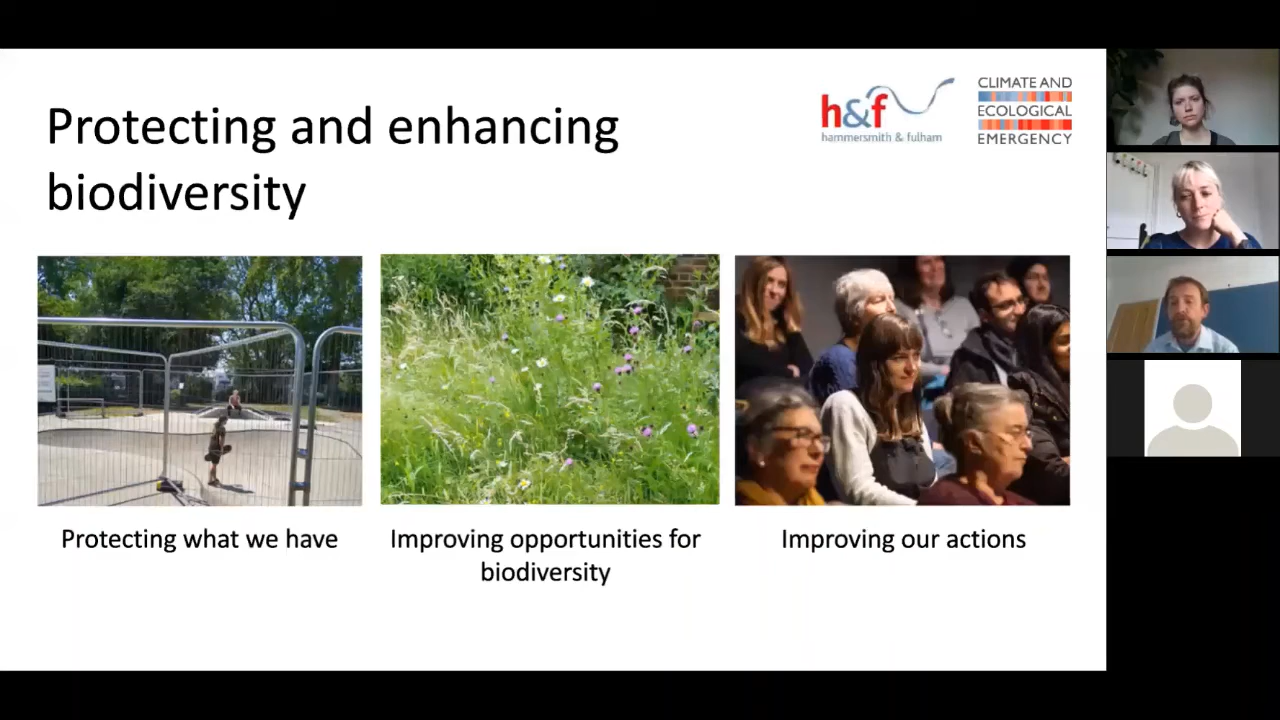 Protecting and enhancing
biodiversity
h&f
hammersmith & fulham
CLIMATE AND
ECOLOGICAL
EMERGENCY
Protecting what we have
Improving opportunities for
biodiversity
Improving our actions